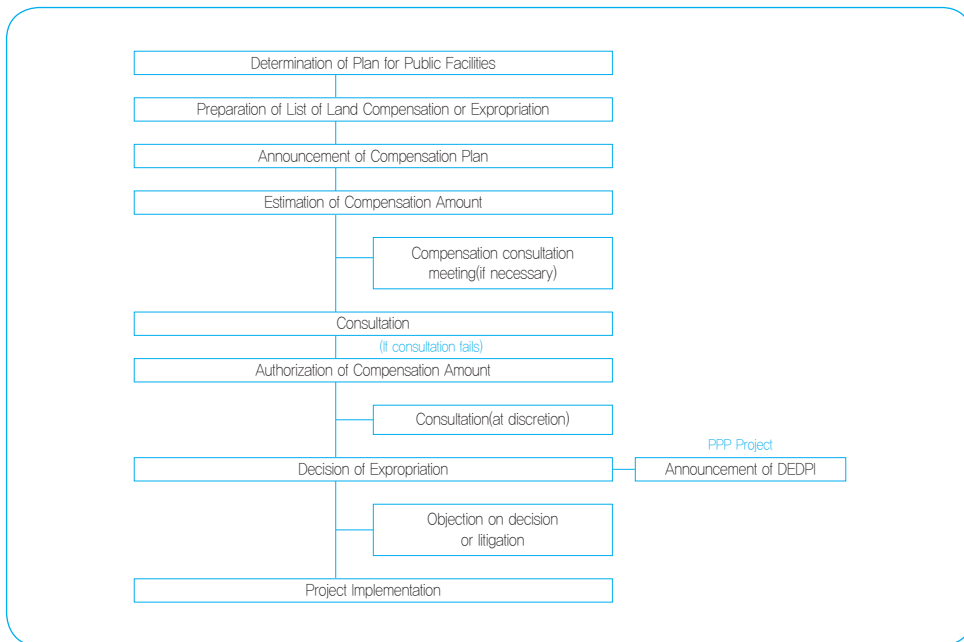 Determination of Plan for Public Facilities
Preparation of List of Land Compensation or Expropriation
Announcement of Compensation Plan
Estimation of Compensation Amount
Compensation consultation
meeting(if necessary)
Consultation
(If consultation fails)
Authorization of Compensation Amount
Consultation(at discretion)
PPP Project
Decision of Expropriation
Announcement of DEDPI
Objection on decision
or litigation
Project Implementation